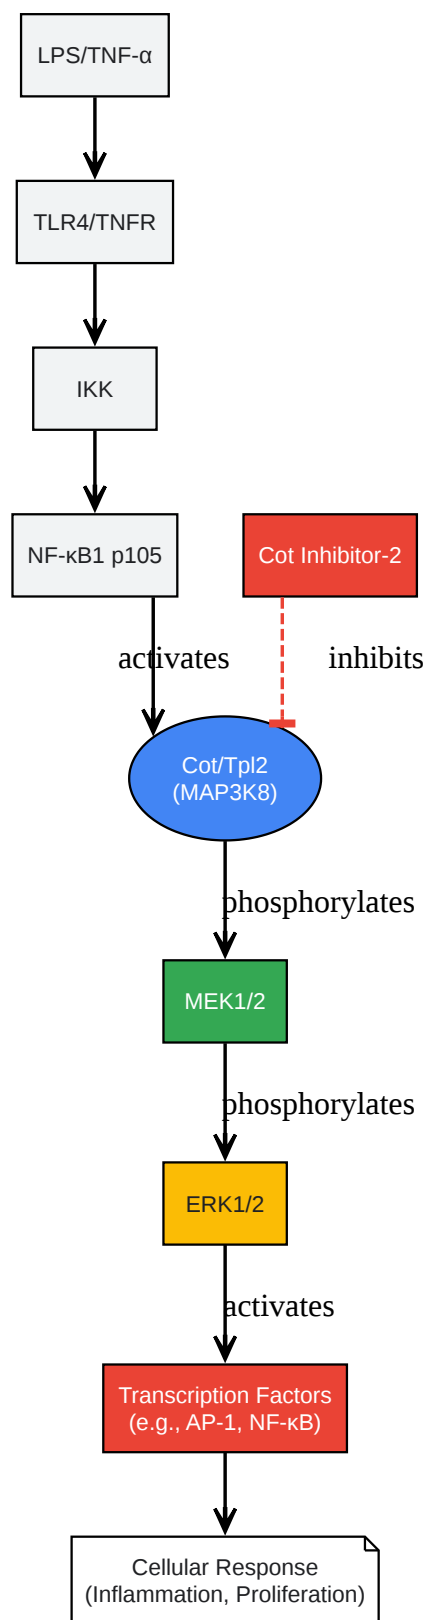 LPS/TNF-α
TLR4/TNFR
IKK
NF-κB1 p105
Cot Inhibitor-2
activates
inhibits
Cot/Tpl2
(MAP3K8)
phosphorylates
MEK1/2
phosphorylates
ERK1/2
activates
Transcription Factors
(e.g., AP-1, NF-κB)
Cellular Response
(Inflammation, Proliferation)